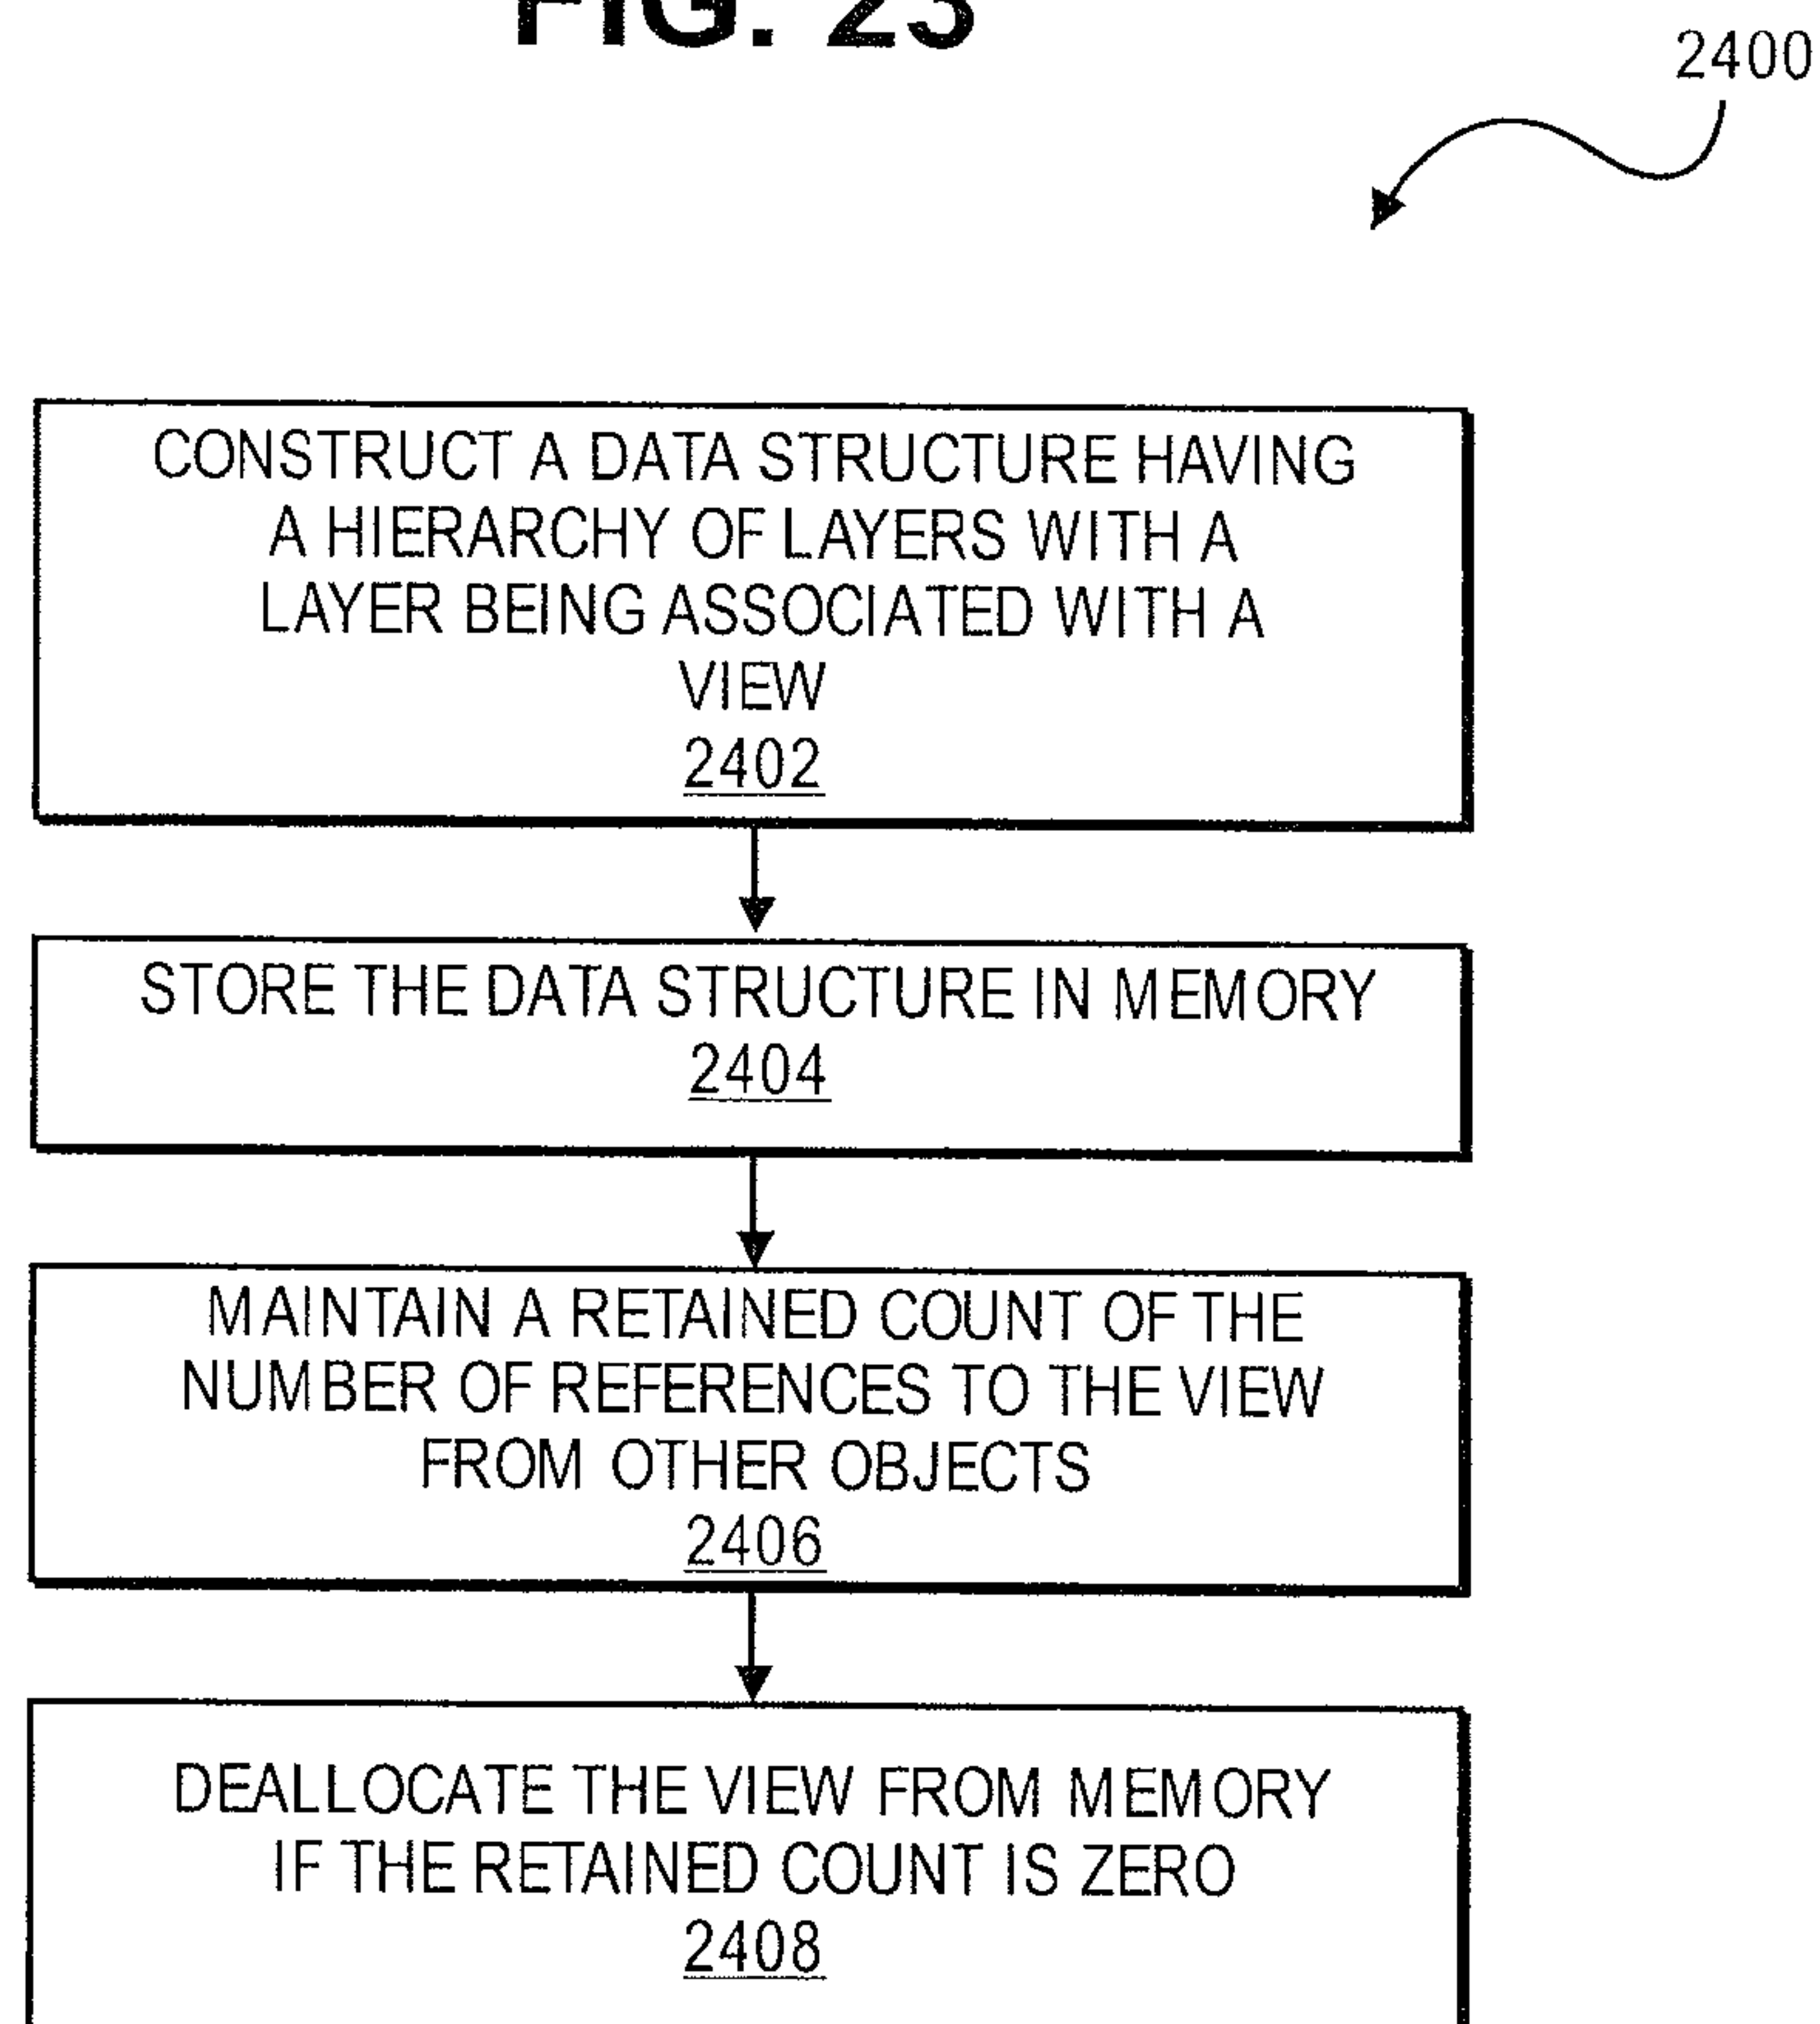 FIG. 23
2400
CONSTRUCT A DATA STRUCTURE HAVING
A HIERARCHY OF LAYERS WITH A
LAYER BEING ASSOCIATED WITH A
VIEW
2402
STORE THE DATA STRUCTURE IN MEMORY
2404
MAINTAIN A RETAINED COUNT OF THE
NUMBER OF REFERENCES TO THE VIEW
FROM OTHER OBJECTS
2406
DEALLOCATE THE VIEW FROM MEMORY
IF THE RETAINED COUNT IS ZERO
2408